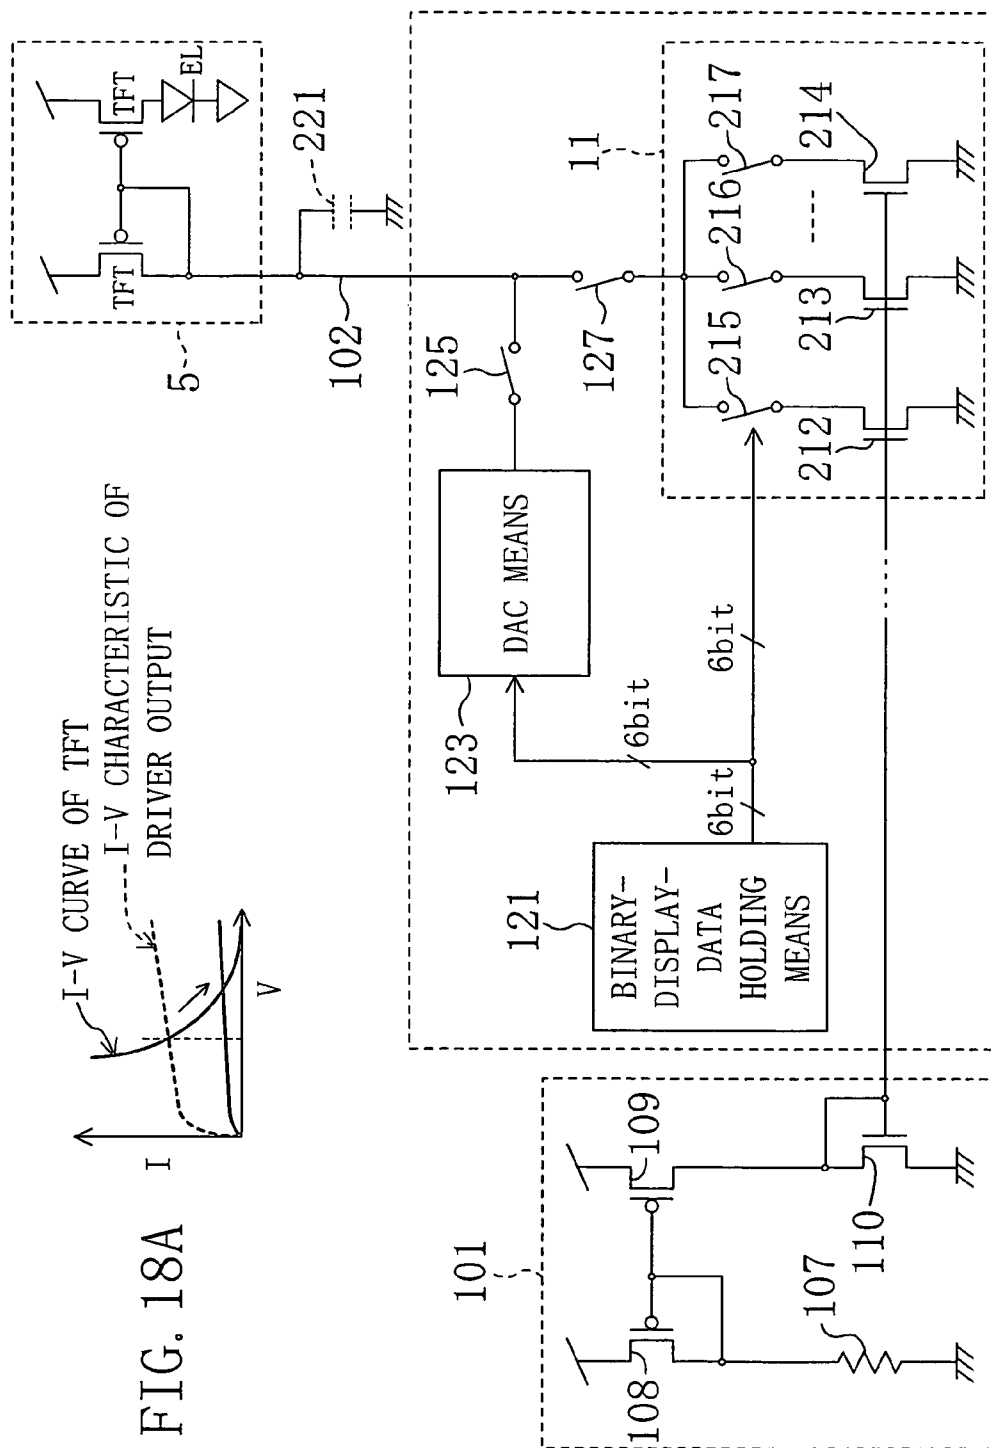 FIG. 18A
I
V
I-V CURVE OF TFT
I-V CHARACTERISTIC OF
DRIVER OUTPUT
5
TFT
TFT
EL
221
102
125
127
123
DAC MEANS
6bit
6bit
6bit
121
BINARY-
DISPLAY-
DATA
HOLDING
MEANS
11
215
216
217
212
213
214
101
108
109
107
110